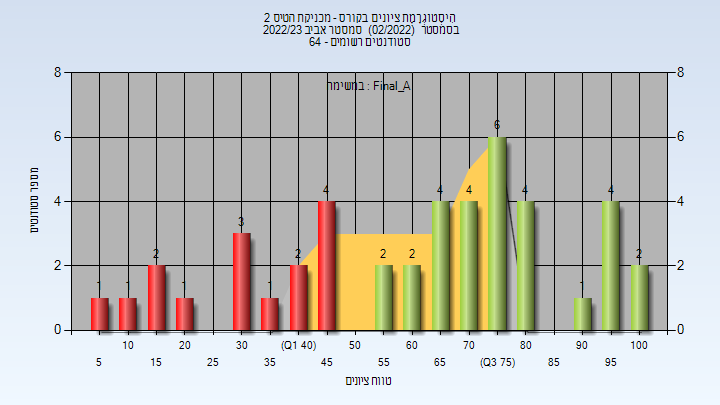 היסטוגרמת ציונים בקורס - מכניקת הטיס 2
בסמסטר (02/2022) סמסטר אביב 2022/23
סטודנטים רשומים - 64
במשימה : Final_A
מספר סטודנטים
8 8
6 6
4 4
2 2
0 0
1 1 2 1 3 1 2 4 2 2 4 4 6 4 1 4 2
10 20 30 (Q1 40) 50 60 70 80 90 100
5 15 25 35 45 55 65 (Q3 75) 85 95
טווח ציונים